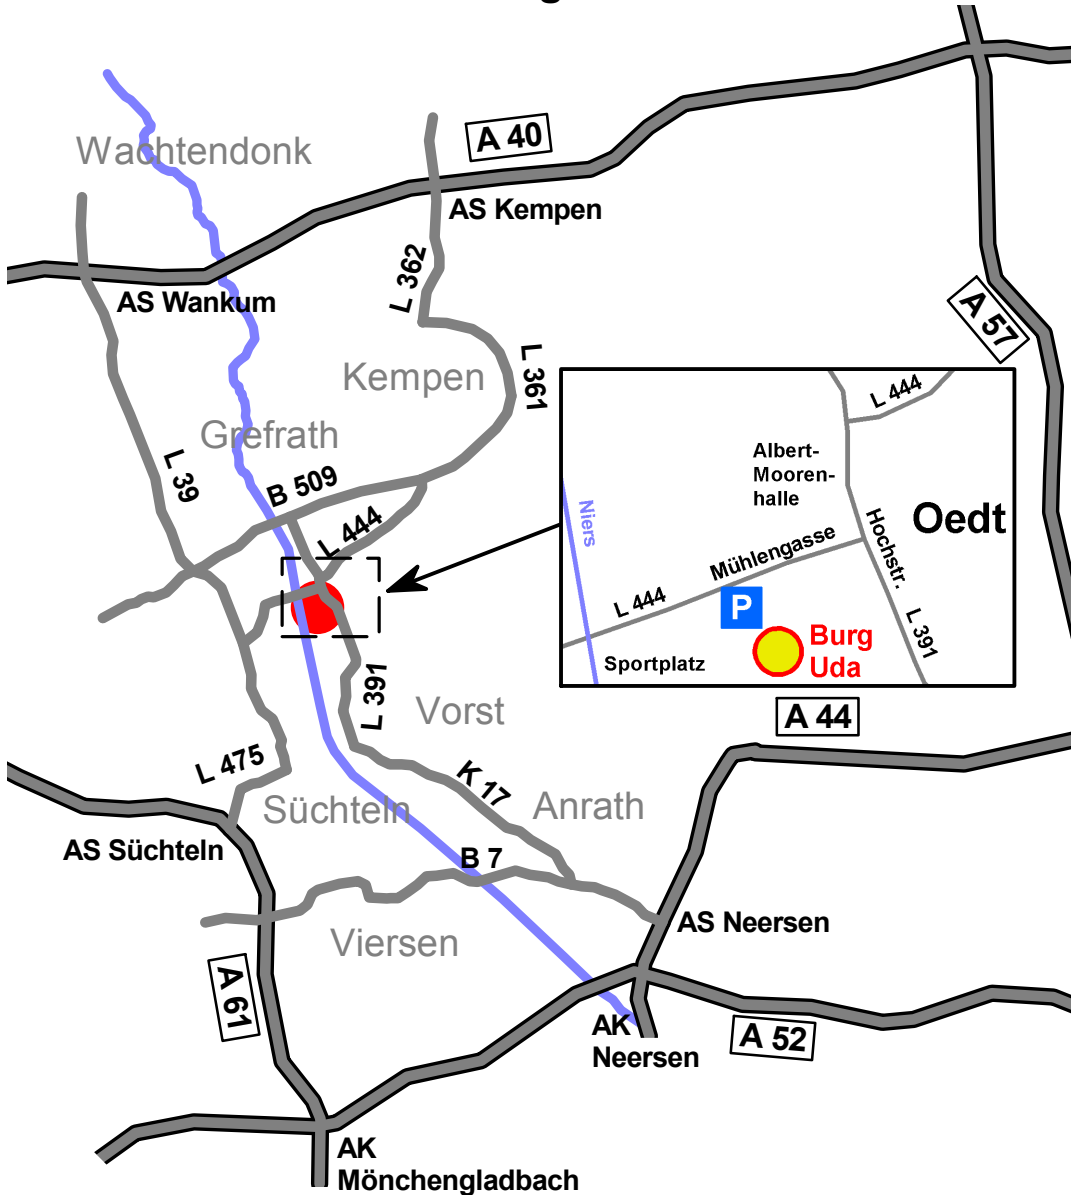 Wachtendonk
A 40
AS Kempen
L 362
AS Wankum
A 57
Kempen
L 361
Grefrath
L 39
B 509
L 444
L 444
Albert-
Mooren-
halle
Oedt
Niers
Mühlengasse
Hochstr.
L 444
P
L 391
Burg
Uda
Sportplatz
L 391
Vorst
A 44
L 475
K 17
Süchteln
Anrath
AS Süchteln
B 7
AS Neersen
Viersen
A 61
AK
Neersen
A 52
AK
Mönchengladbach